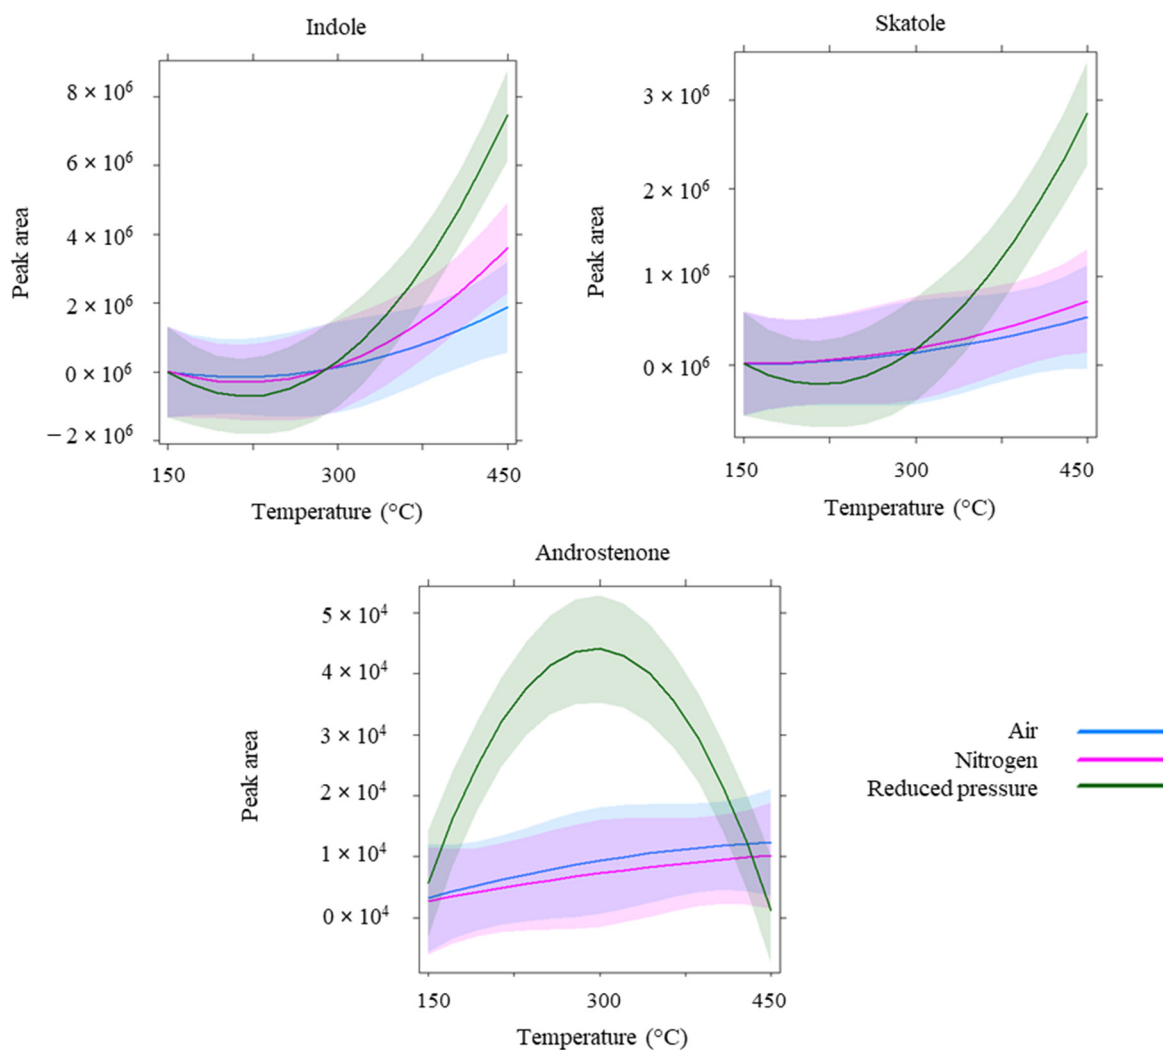 Indole
8 × 10⁶
6 × 10⁶
4 × 10⁶
2 × 10⁶
0 × 10⁶
− 2 × 10⁶
Peak area
150 300 450
Temperature (°C)
Skatole
3 × 10⁶
2 × 10⁶
1 × 10⁶
0 × 10⁶
Peak area
150 300 450
Temperature (°C)
Androstenone
5 × 10⁴
4 × 10⁴
3 × 10⁴
2 × 10⁴
1 × 10⁴
0 × 10⁴
Peak area
150 300 450
Temperature (°C)
Air
Nitrogen
Reduced pressure